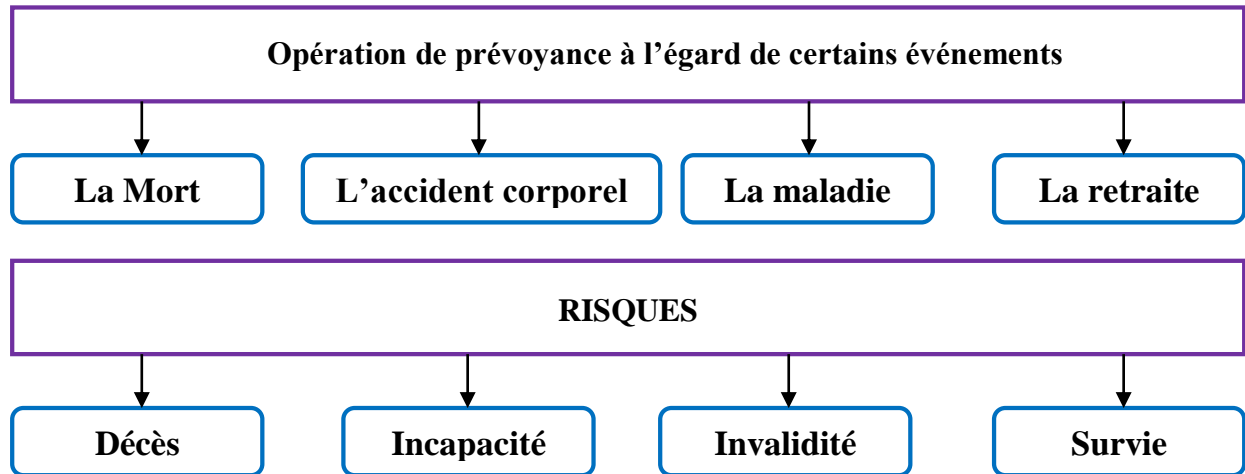 Opération de prévoyance à l’égard de certains événements
La Mort
L’accident corporel
La maladie
La retraite
RISQUES
Décès
Incapacité
Invalidité
Survie